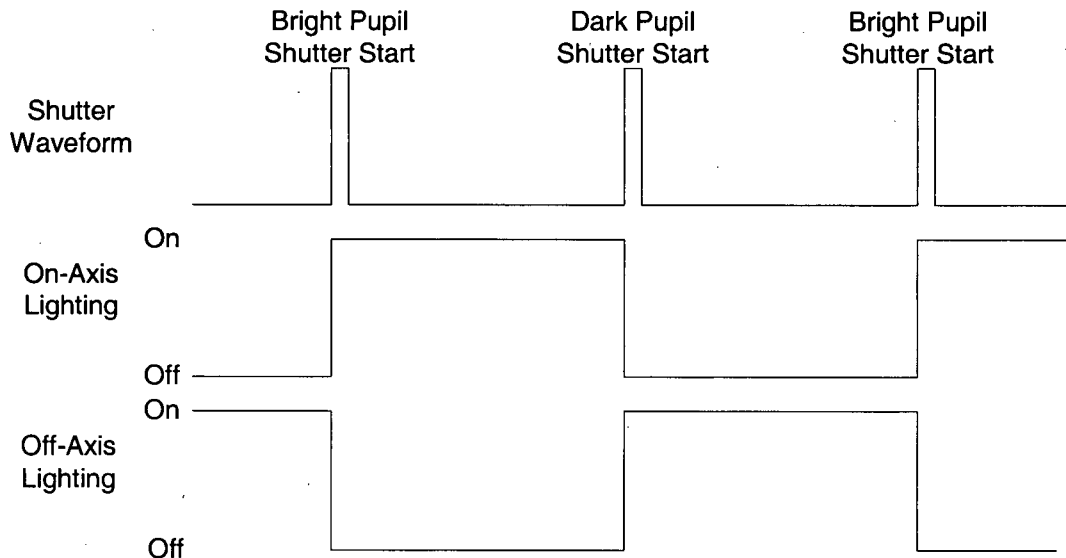 Bright Pupil
Shutter Start
Dark Pupil
Shutter Start
Bright Pupil
Shutter Start
Shutter
Waveform
On
On-Axis
Lighting
Off
On
Off-Axis
Lighting
Off